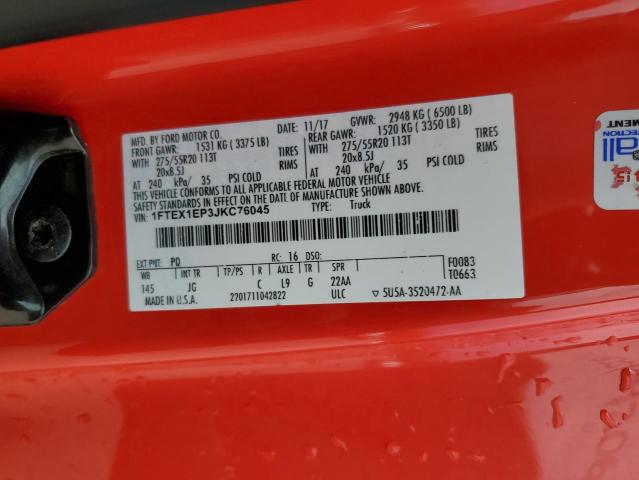 MFD. BY FORD MOTOR CO.
DATE: 11/17 GVWR: 2948 KG ( 6500 LB)
FRONT GAWR: 1531 KG ( 3375 LB)
REAR GAWR: 1520 KG ( 3350 LB)
WITH 275/55R20 113T TIRES
20x8.5J RIMS
AT 240 kPa/ 35 PSI COLD
WITH 275/55R20 113T TIRES
20x8.5J RIMS
AT 240 kPa/ 35 PSI COLD
THIS VEHICLE CONFORMS TO ALL APPLICABLE FEDERAL MOTOR VEHICLE
SAFETY STANDARDS IN EFFECT ON THE DATE OF MANUFACTURE SHOWN ABOVE.
1FTEX1EP3JKC76045 TYPE: Truck
EXT PNT: PQ RC: 16 DSO: F0083
WB INT TR TP/PS R AXLE TR SPR T0663
145 JG C L9 G 22AA
MADE IN U.S.A. 2201711042822 ULC ▽ 5U5A-3520472-AA
all
MENT